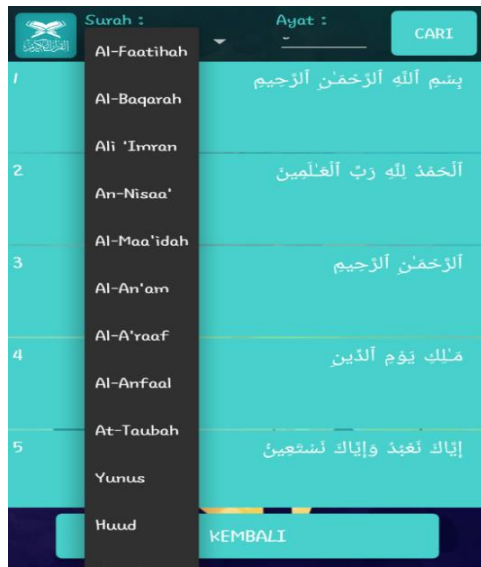 Surah :
Ayat :
CARI
Al-Faatihah
Al-Baqarah
Ali 'Imran
An-Nisaa'
Al-Maa'idah
Al-An'am
Al-A'raaf
Al-Anfaal
At-Taubah
Yunus
Huud
1
بِسْمِ ٱللَّهِ ٱلرَّحْمَـٰنِ ٱلرَّحِيمِ
2
ٱلْحَمْدُ لِلَّهِ رَبِّ ٱلْعَـٰلَمِينَ
3
ٱلرَّحْمَـٰنِ ٱلرَّحِيمِ
4
مَـٰلِكِ يَوْمِ ٱلدِّينِ
5
إِيَّاكَ نَعْبُدُ وَإِيَّاكَ نَسْتَعِينُ
KEMBALI